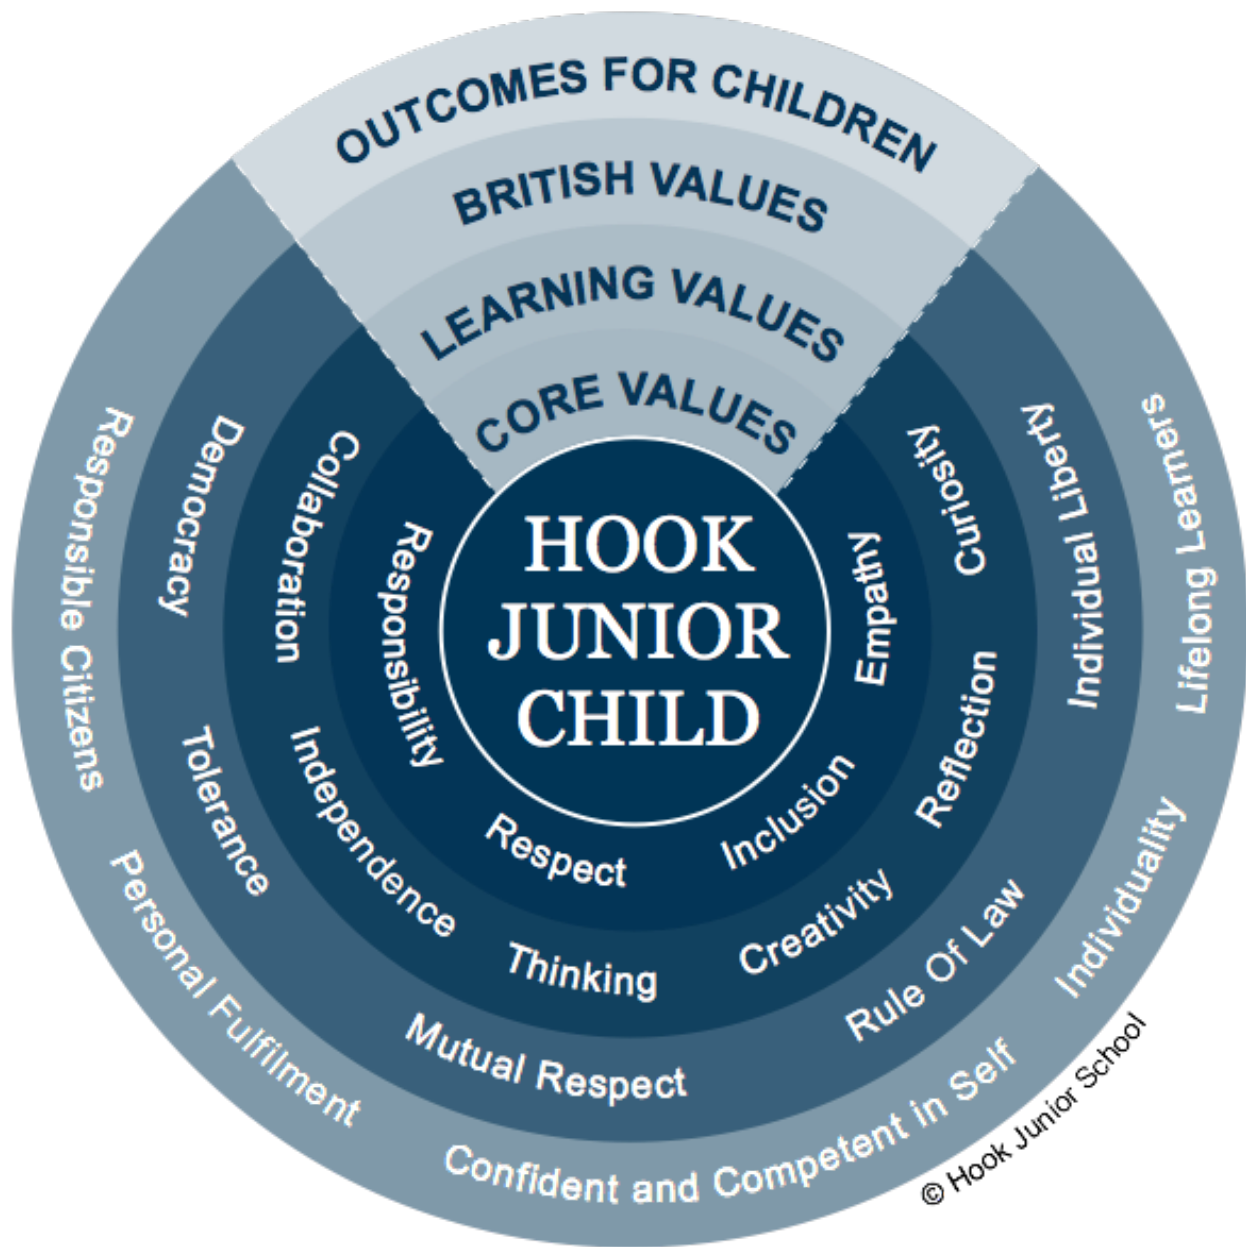 OUTCOMES FOR CHILDREN
BRITISH VALUES
LEARNING VALUES
CORE VALUES
HOOK
JUNIOR
CHILD
Responsibility
Respect
Inclusion
Empathy
Collaboration
Independence
Thinking
Creativity
Reflection
Curiosity
Democracy
Tolerance
Mutual Respect
Rule Of Law
Individual Liberty
Responsible Citizens
Personal Fulfilment
Confident and Competent in Self
Individuality
Lifelong Learners
© Hook Junior School